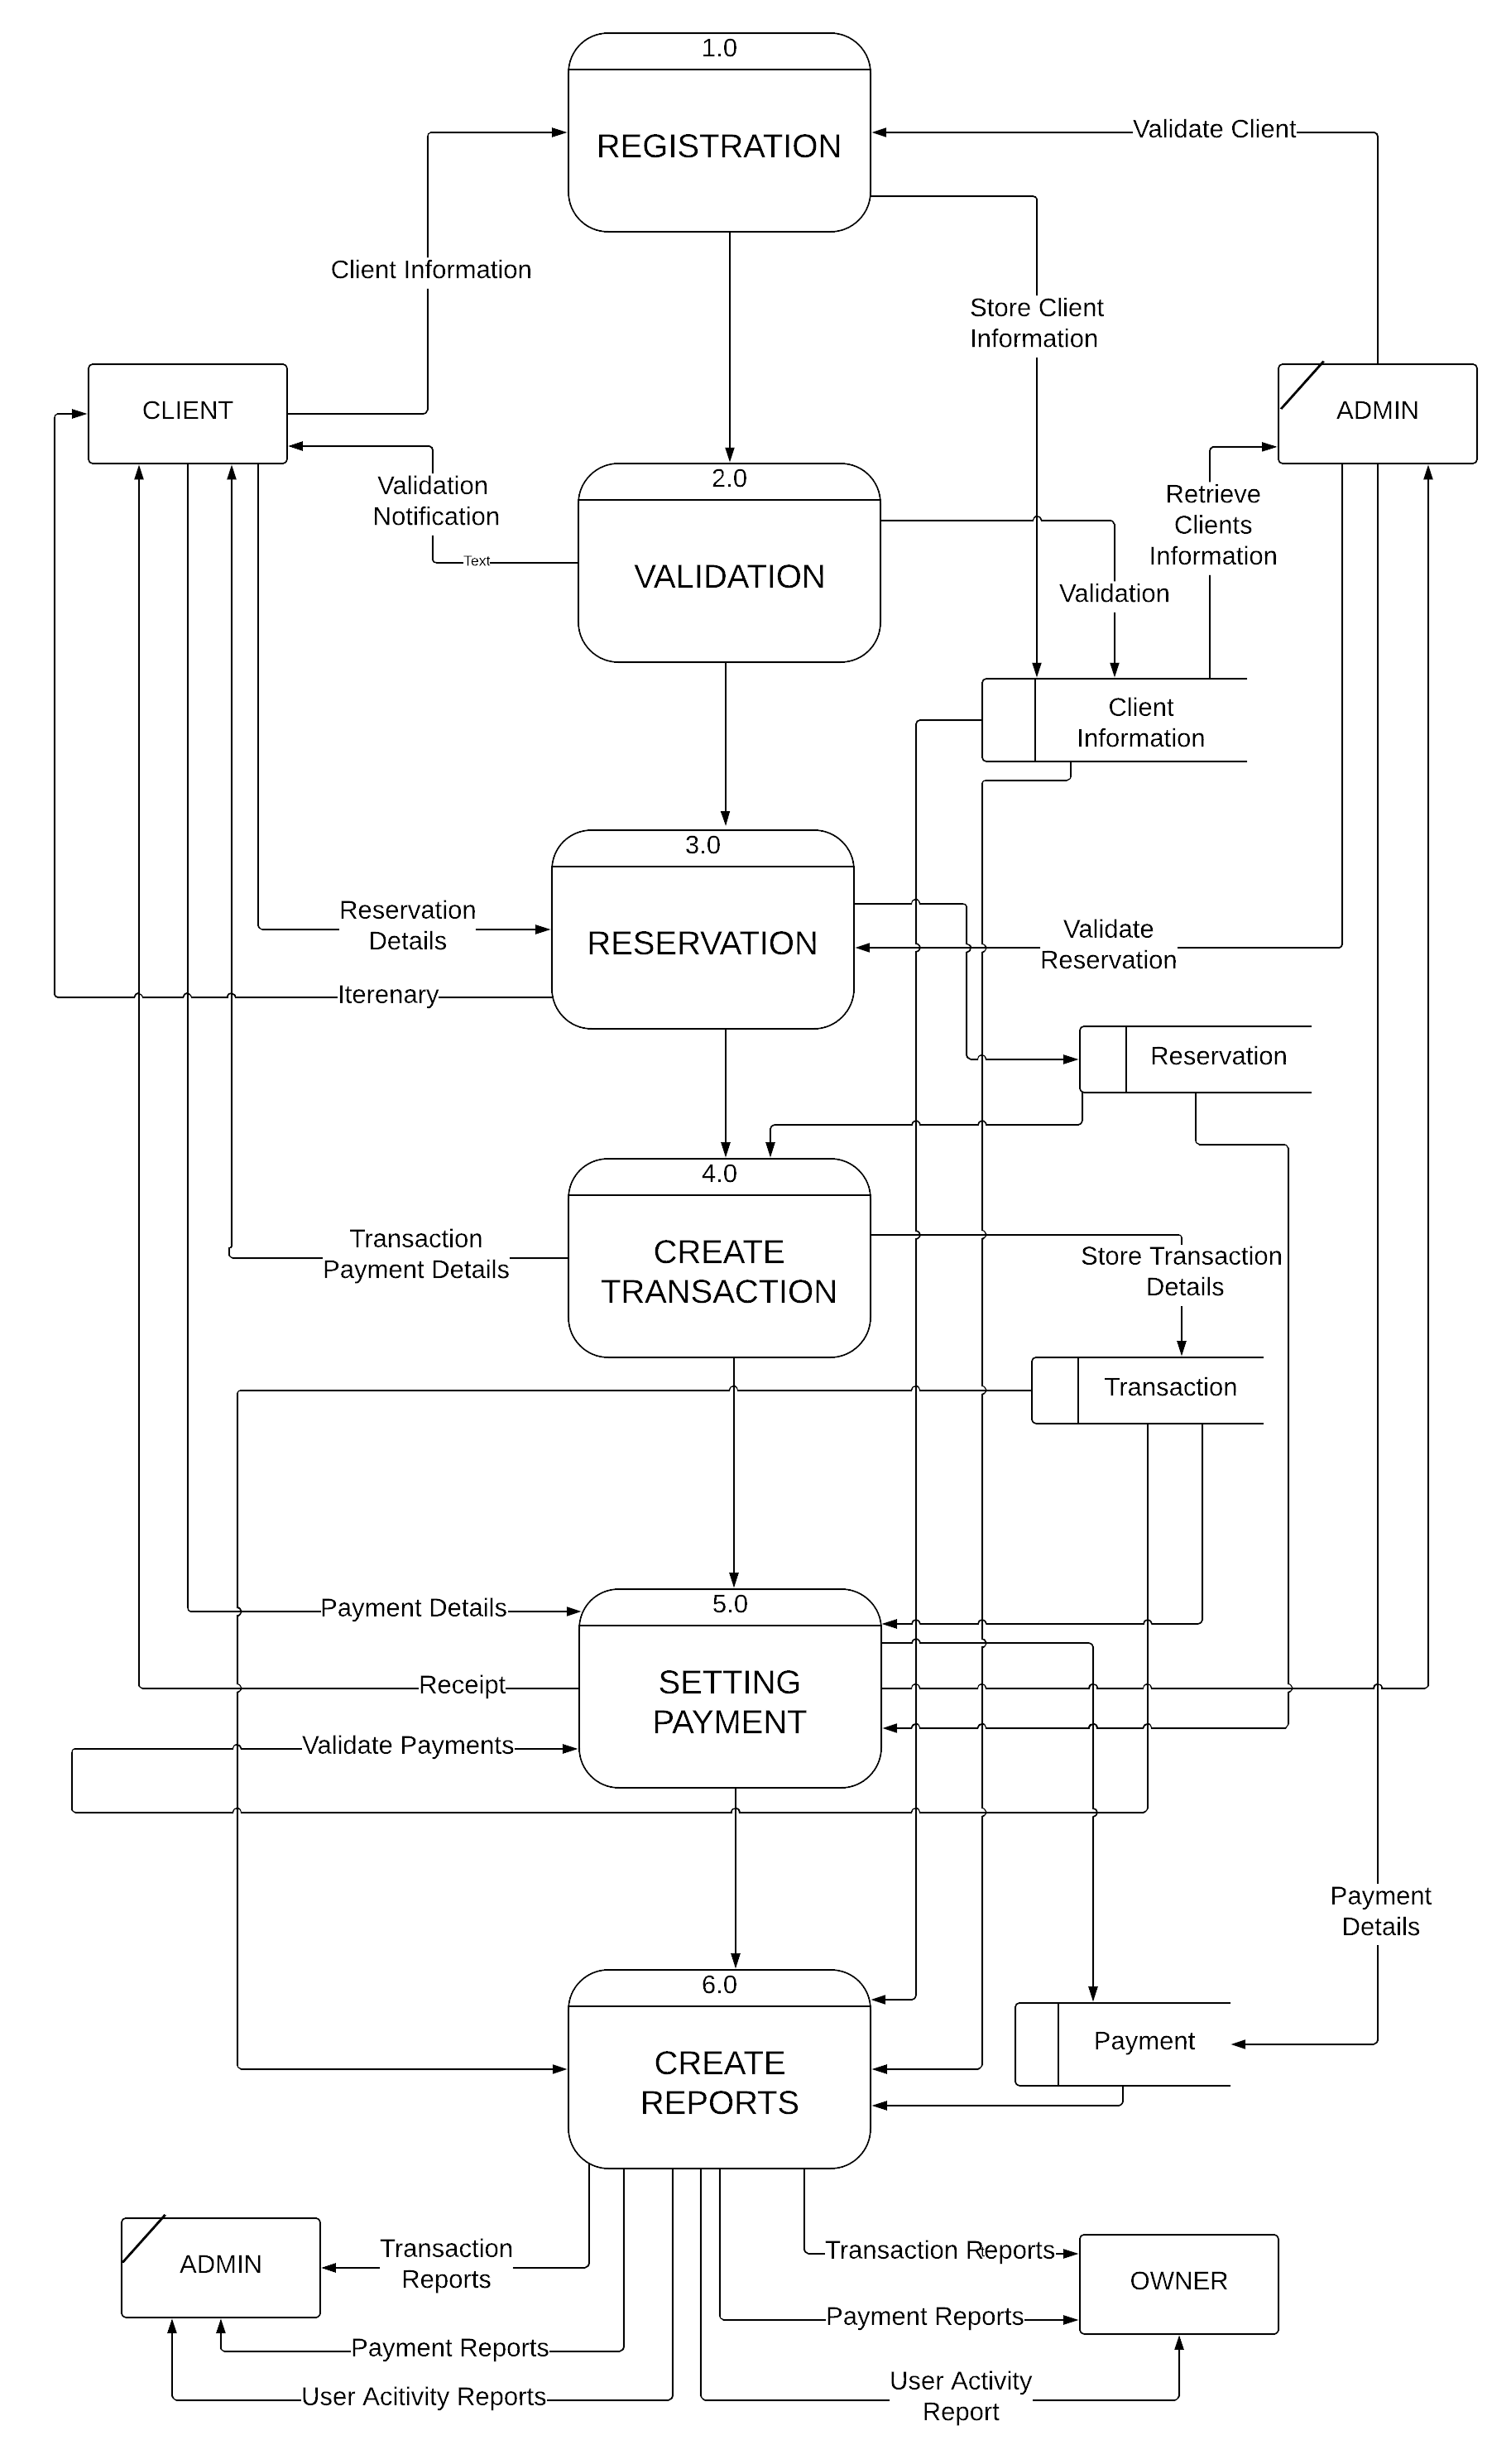 1.0
REGISTRATION
Validate Client
Client Information
Store Client
Information
CLIENT
ADMIN
Validation
Notification
Text
2.0
VALIDATION
Retrieve
Clients
Information
Validation
Client
Information
3.0
RESERVATION
Reservation
Details
Validate
Reservation
Iterenary
Reservation
4.0
CREATE
TRANSACTION
Transaction
Payment Details
Store Transaction
Details
Transaction
5.0
SETTING
PAYMENT
Payment Details
Receipt
Validate Payments
Payment
Details
6.0
CREATE
REPORTS
Payment
ADMIN
Transaction
Reports
Transaction Reports
OWNER
Payment Reports
Payment Reports
User Acitivity Reports
User Activity
Report